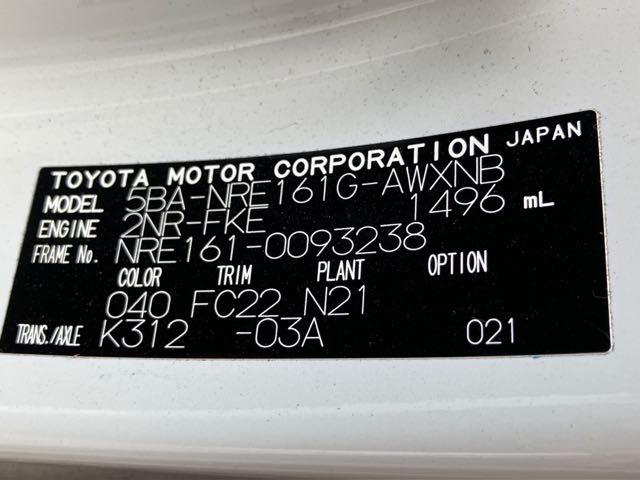 TOYOTA MOTOR CORPORATION JAPAN
MODEL 5BA-NRE161G-AWXNB
ENGINE 2NR-FKE 1496 mL
FRAME No. NRE161-0093238
COLOR TRIM PLANT OPTION
040 FC22 N21
TRANS./AXLE K312 -03A 021